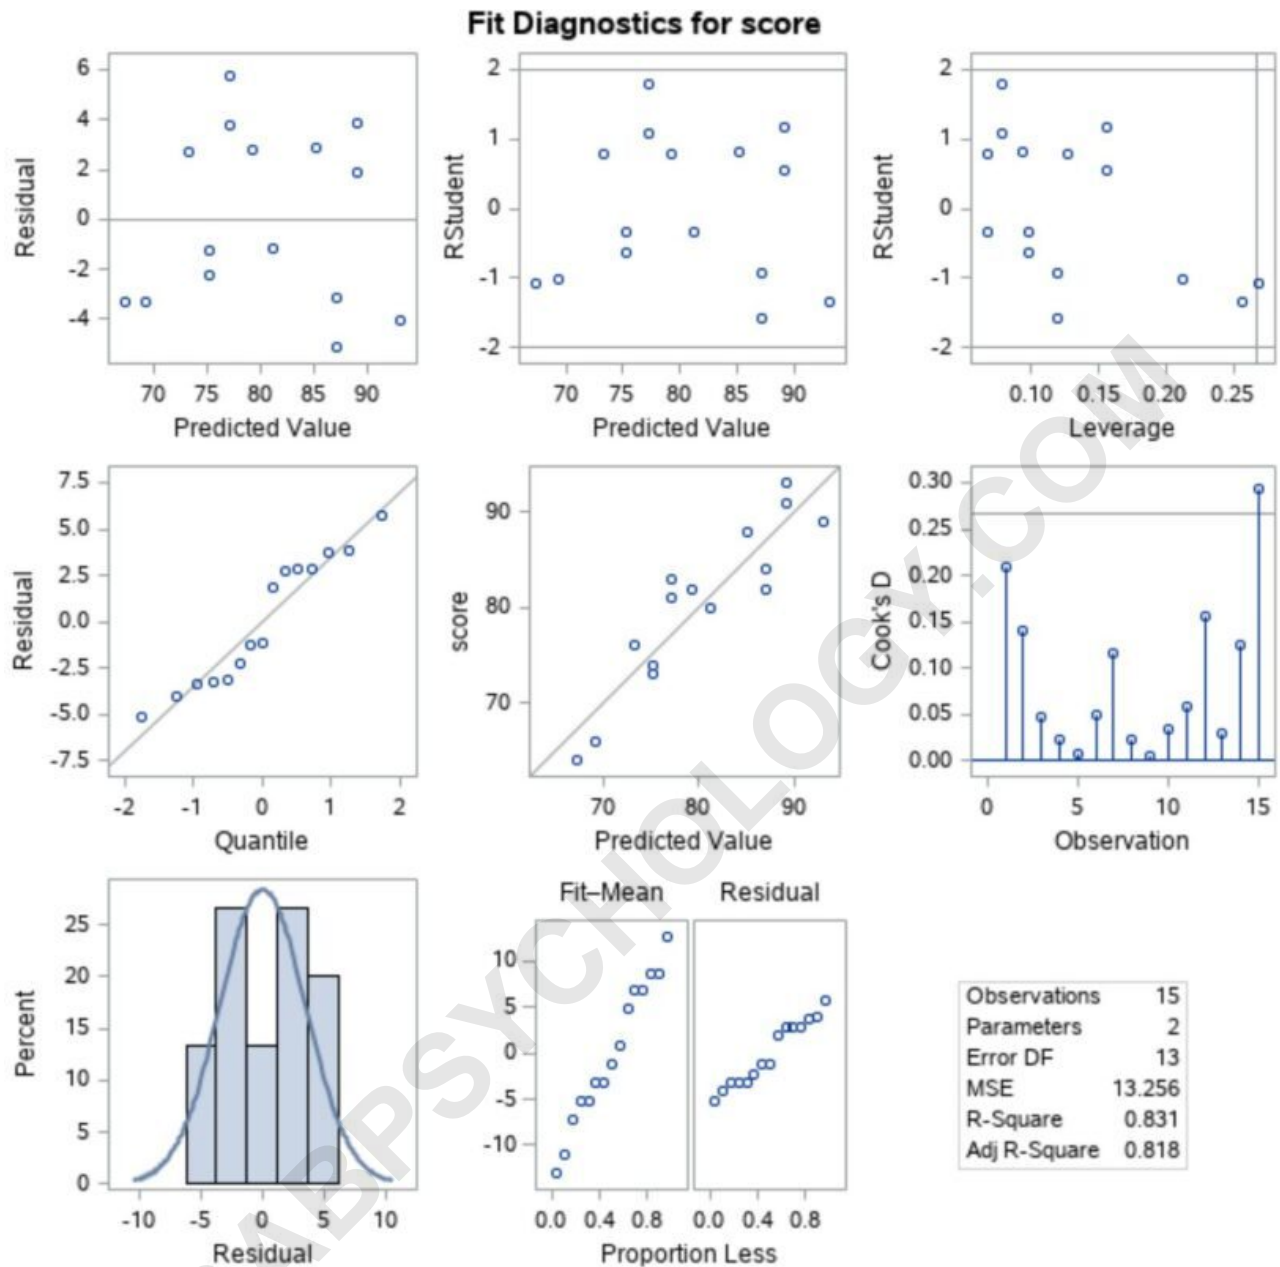 Fit Diagnostics for score
6
4
2
0
-2
-4
Residual
70 75 80 85 90
Predicted Value
2
1
0
-1
-2
RStudent
70 75 80 85 90
Predicted Value
2
1
0
-1
-2
RStudent
0.10 0.15 0.20 0.25
Leverage
7.5
5.0
2.5
0.0
-2.5
-5.0
-7.5
Residual
-2 -1 0 1 2
Quantile
90
80
70
score
70 80 90
Predicted Value
0.30
0.25
0.20
0.15
0.10
0.05
0.00
Cook's D
0 5 10 15
Observation
25
20
15
10
5
0
Percent
-10 -5 0 5 10
Residual
Fit–Mean Residual
10
5
0
-5
-10
0.0 0.4 0.8 0.0 0.4 0.8
Proportion Less
Observations 15
Parameters 2
Error DF 13
MSE 13.256
R-Square 0.831
Adj R-Square 0.818
ABPSYCHOLOGY.COM